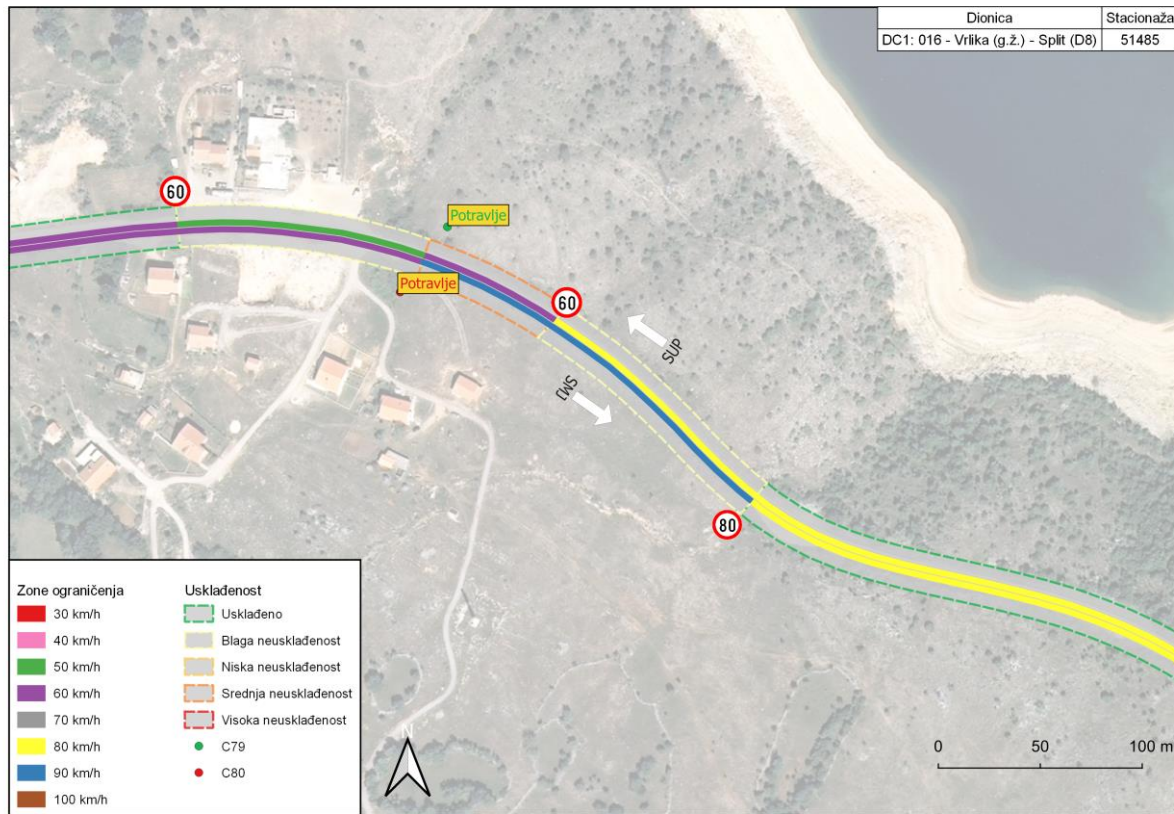 Dionica Stacionaža
DC1: 016 - Vrlika (g.ž.) - Split (D8) 51485
60
Potravlje
Potravlje
60
SUP
SMJ
80
Zone ograničenja
30 km/h
40 km/h
50 km/h
60 km/h
70 km/h
80 km/h
90 km/h
100 km/h
Usklađenost
Usklađeno
Blaga neusklađenost
Niska neusklađenost
Srednja neusklađenost
Visoka neusklađenost
C79
C80
0 50 100 m